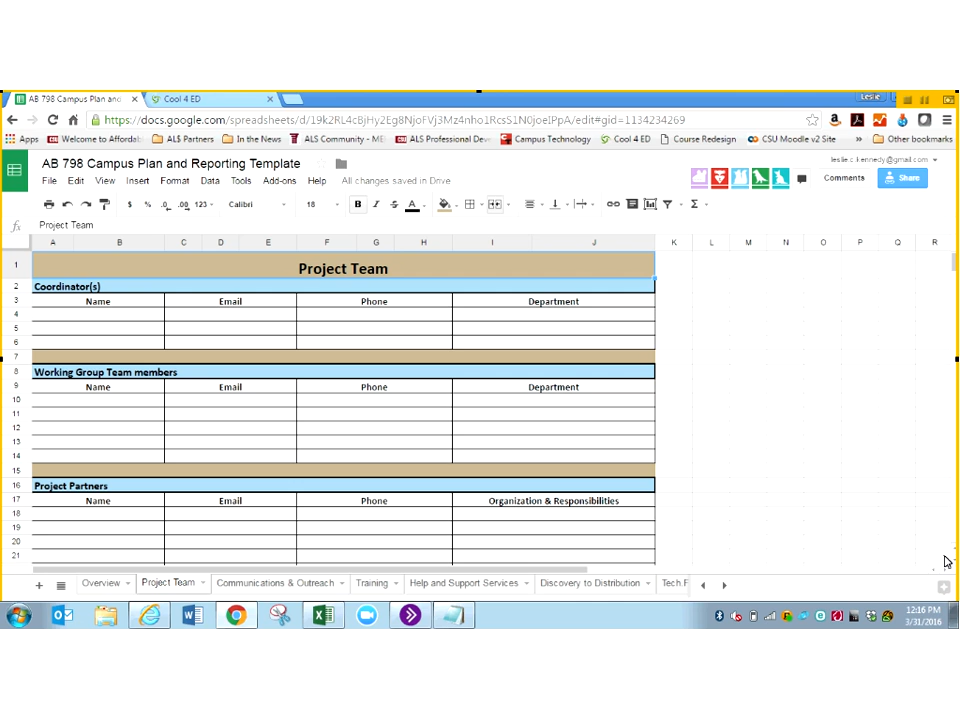 AB 798 Campus Plan and
Cool 4 ED
Leslie
https://docs.google.com/spreadsheets/d/19k2RL4cBjHy2Eg8NjoFVj3Mz4nho1RcsS1N0JoeIPpA/edit#gid=1134234269
Apps Welcome to Affordab ALS Partners In the News ALS Community - ME ALS Professional Dev Campus Technology Cool 4 ED Course Redesign CSU Moodle v2 Site » Other bookmarks
AB 798 Campus Plan and Reporting Template
leslie.c.kennedy@gmail.com
File Edit View Insert Format Data Tools Add-ons Help All changes saved in Drive
Comments Share
$ % .0 .00 123 Calibri 18 B I S A Σ
fx Project Team
A B C D E F G H I J K L M N O P Q R
1 Project Team
2 Coordinator(s)
3 Name Email Phone Department
4
5
6
7
8 Working Group Team members
9 Name Email Phone Department
10
11
12
13
14
15
16 Project Partners
17 Name Email Phone Organization & Responsibilities
18
19
20
21
+ Overview Project Team Communications & Outreach Training Help and Support Services Discovery to Distribution Tech F
12:16 PM
3/31/2016